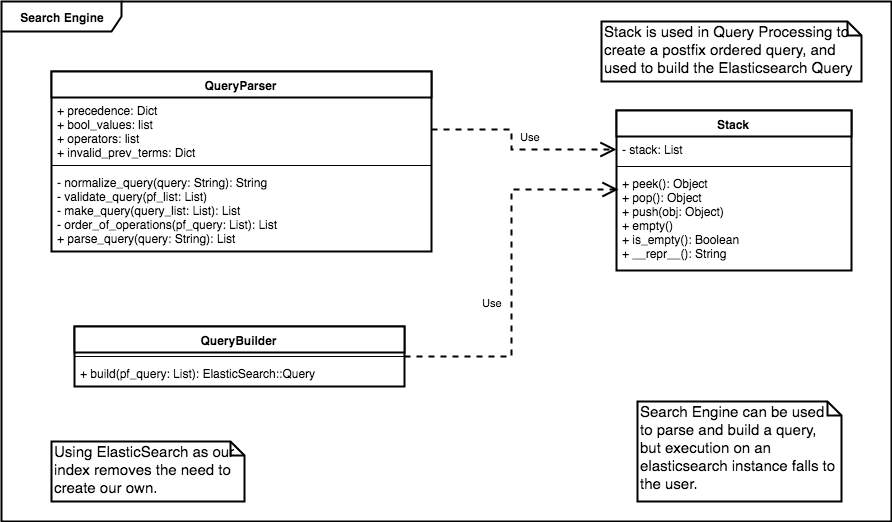 Search Engine
Stack is used in Query Processing to
create a postfix ordered query, and
used to build the Elasticsearch Query
QueryParser
+ precedence: Dict
+ bool_values: list
+ operators: list
+ invalid_prev_terms: Dict
- normalize_query(query: String): String
- validate_query(pf_list: List)
- make_query(query_list: List): List
- order_of_operations(pf_query: List): List
+ parse_query(query: String): List
Use
Stack
- stack: List
+ peek(): Object
+ pop(): Object
+ push(obj: Object)
+ empty()
+ is_empty(): Boolean
+ __repr__(): String
Use
QueryBuilder
+ build(pf_query: List): ElasticSearch::Query
Using ElasticSearch as our
index removes the need to
create our own.
Search Engine can be used
to parse and build a query,
but execution on an
elasticsearch instance falls to
the user.